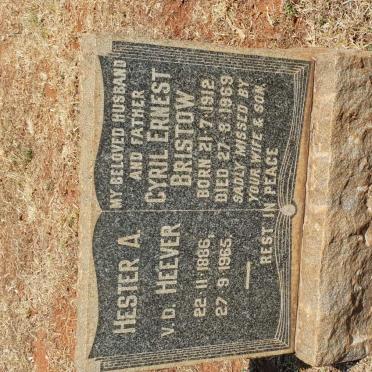 HESTER A.
V.D. HEEVER
22.11.1886.
27.9.1965.
MY BELOVED HUSBAND
AND FATHER
CYRIL ERNEST
BRISTOW
BORN 21.7.1912
DIED 27.8.1969
SADLY MISSED BY
YOUR WIFE & SON.
REST IN PEACE